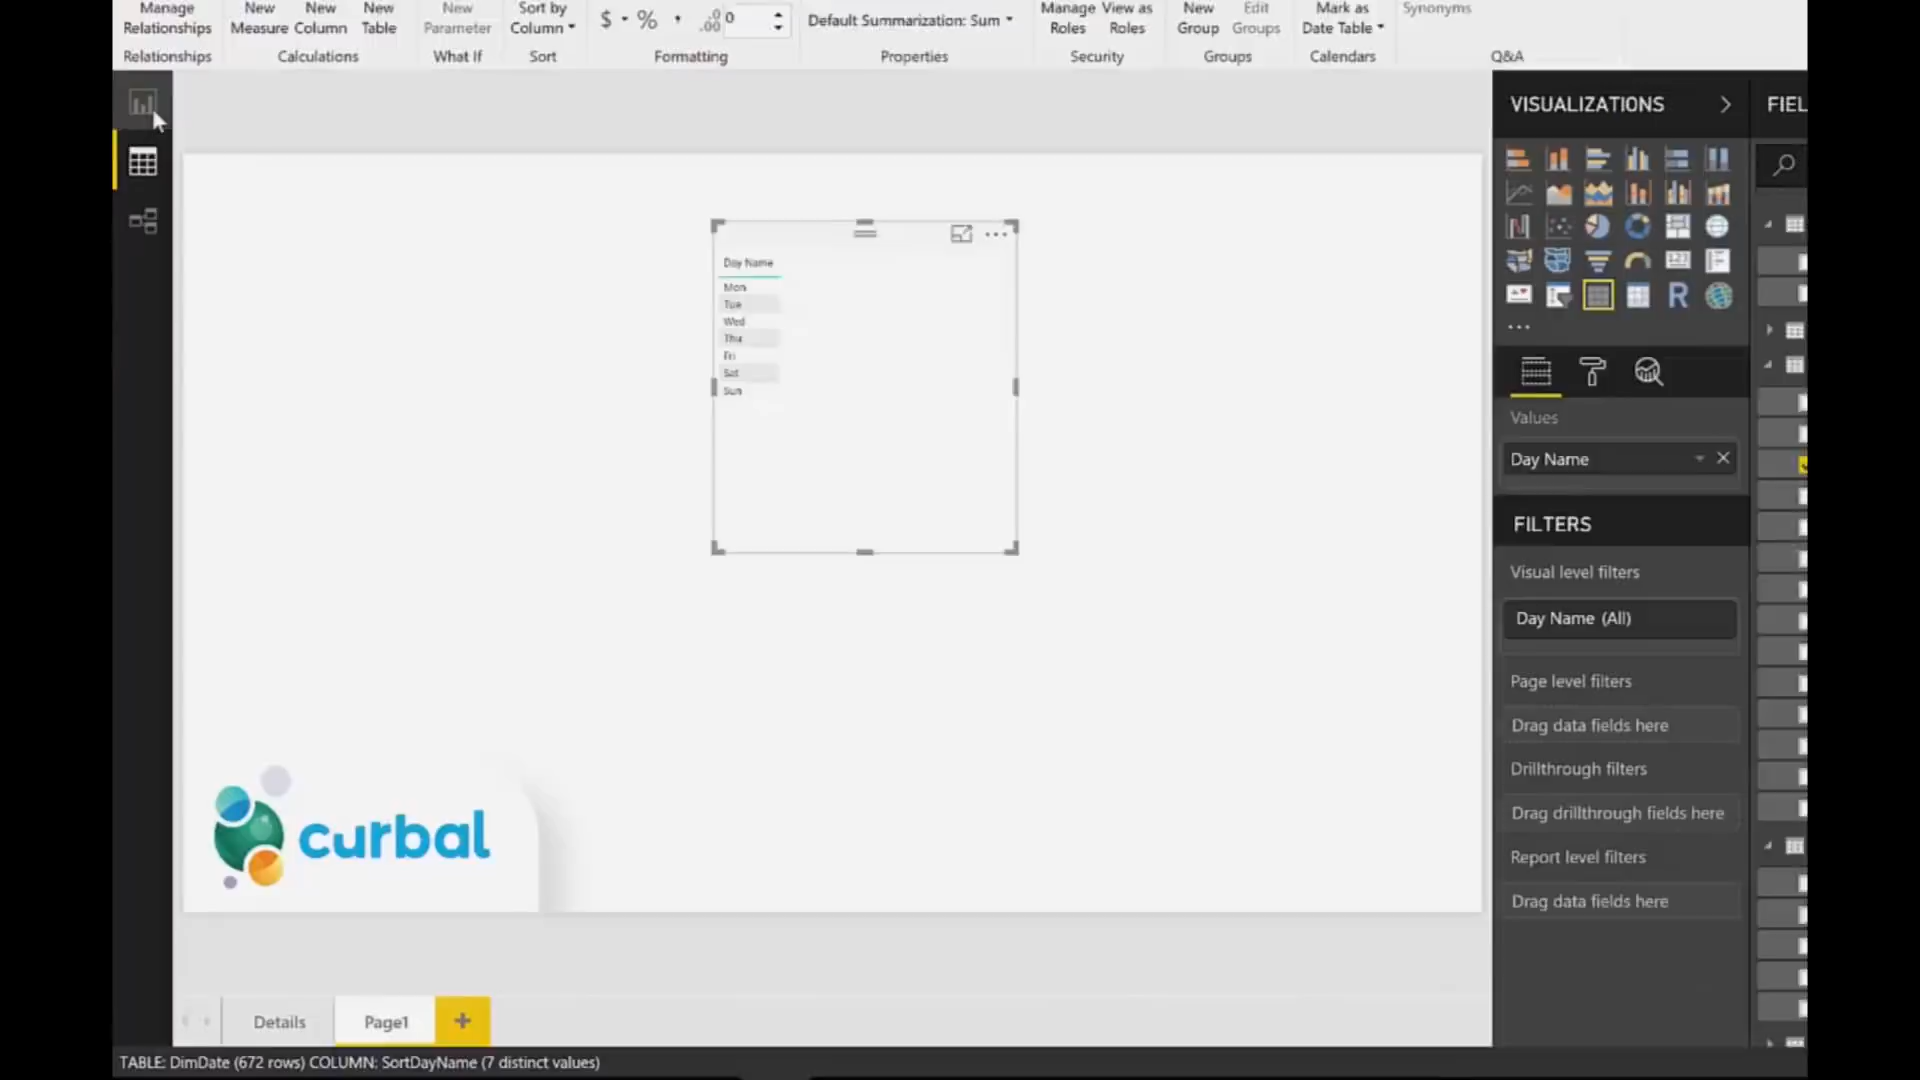 Manage
Relationships
New
Measure
New
Column
New
Table
New
Parameter
Sort by
Column
$ %
.00 0
Default Summarization: Sum
Manage
Roles
View as
Roles
New
Group
Edit
Groups
Mark as
Date Table
Synonyms
Relationships
Calculations
What If
Sort
Formatting
Properties
Security
Groups
Calendars
Q&A
VISUALIZATIONS
FIEL
Day Name
Mon
Tue
Wed
Thu
Fri
Sat
Sun
R
Values
Day Name
FILTERS
Visual level filters
Day Name (All)
Page level filters
Drag data fields here
Drillthrough filters
Drag drillthrough fields here
Report level filters
Drag data fields here
curbal
Details
Page1
TABLE: DimDate (672 rows) COLUMN: SortDayName (7 distinct values)